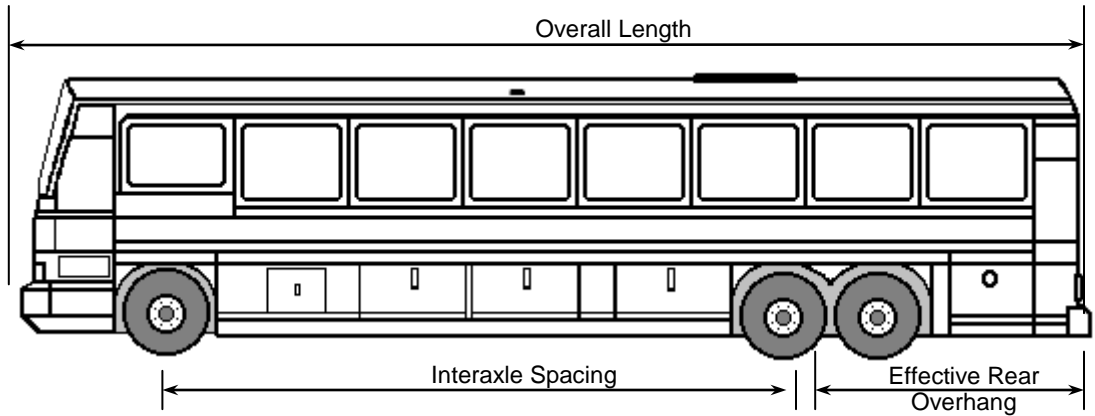 Overall Length
Interaxle Spacing
Effective Rear
Overhang